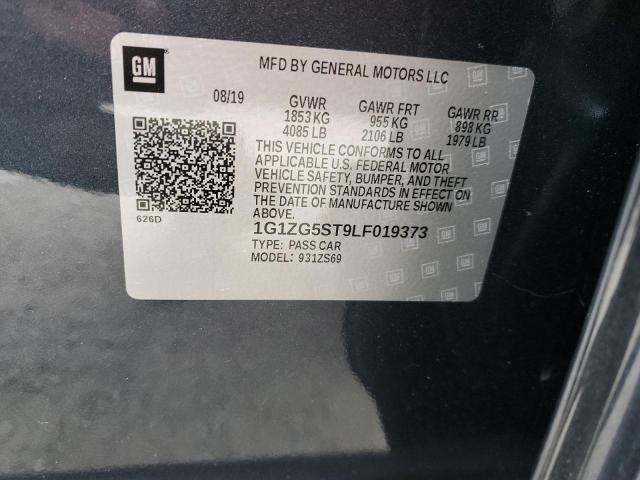 GM
MFD BY GENERAL MOTORS LLC
08/19
GVWR
1853 KG
4085 LB
GAWR FRT
955 KG
2106 LB
GAWR RR
898 KG
1979 LB
THIS VEHICLE CONFORMS TO ALL
APPLICABLE U.S. FEDERAL MOTOR
VEHICLE SAFETY, BUMPER, AND THEFT
PREVENTION STANDARDS IN EFFECT ON
THE DATE OF MANUFACTURE SHOWN
ABOVE.
626D
1G1ZG5ST9LF019373
TYPE: PASS CAR
MODEL: 931ZS69